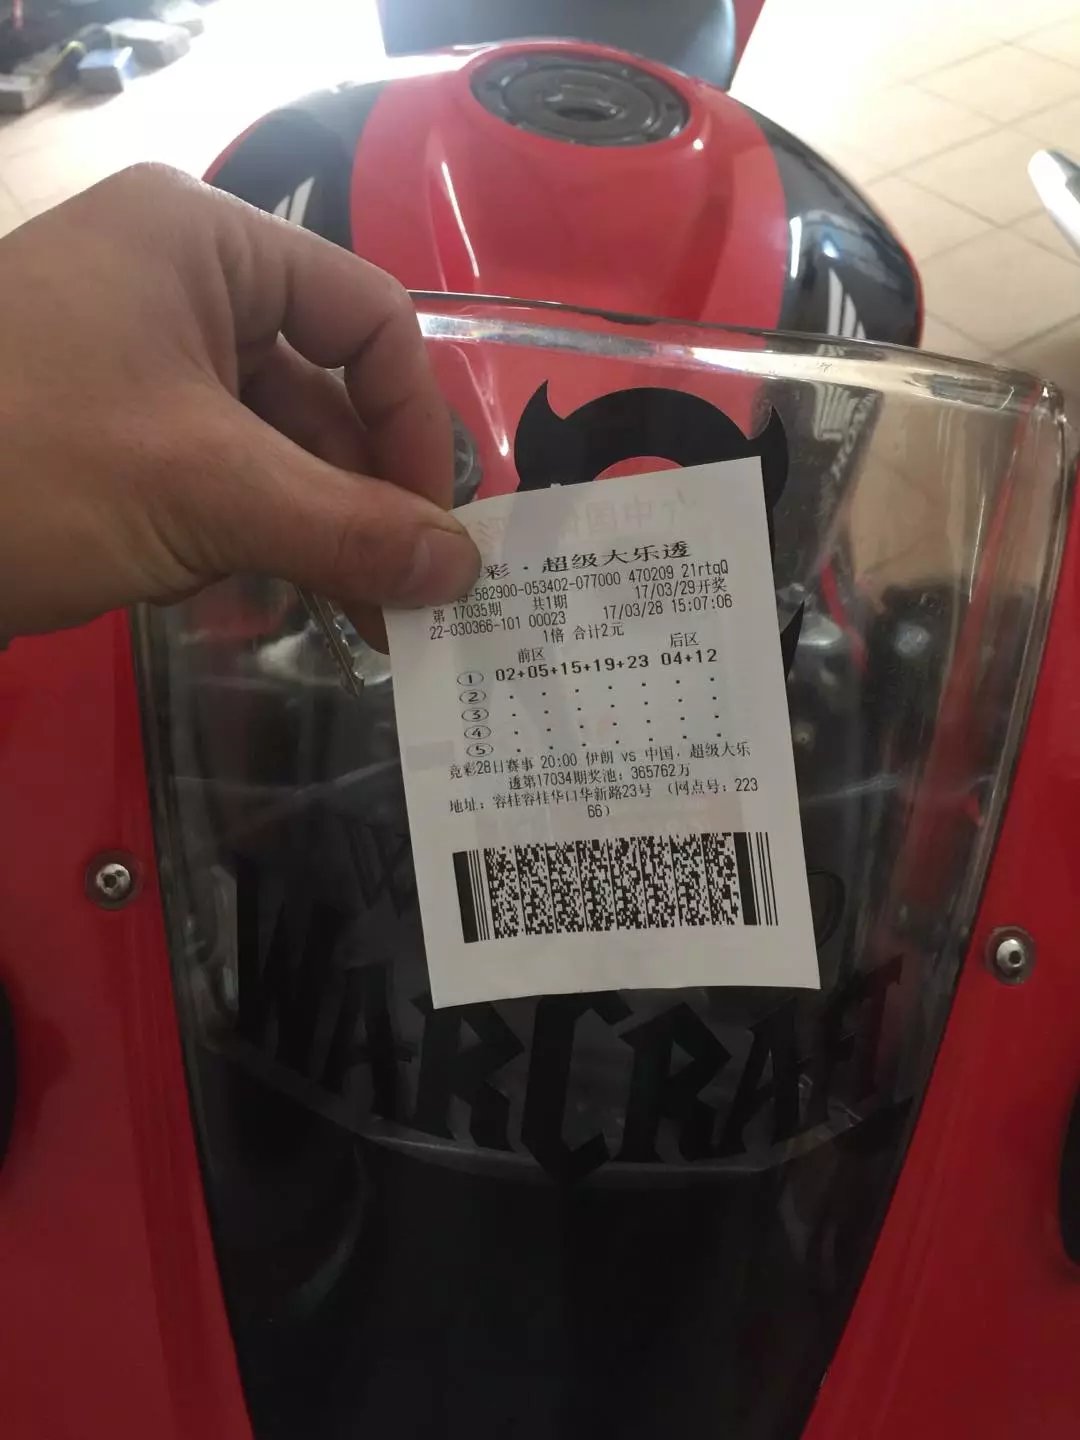 彩·超级大乐透
-582900-053402-077000 470209 21rtqQ
第 17035期 共1期 17/03/29开奖
22-030366-101 00023 17/03/28 15:07:06
1倍 合计2元
前区 后区
① 02+05+15+19+23 04+12
②
③
④
⑤
竞彩28日赛事 20:00 伊朗 vs 中国, 超级大乐
透第17034期奖池: 365762万
地址: 容桂容桂华口华新路23号 (网点号: 223
66)
WARCRAFT